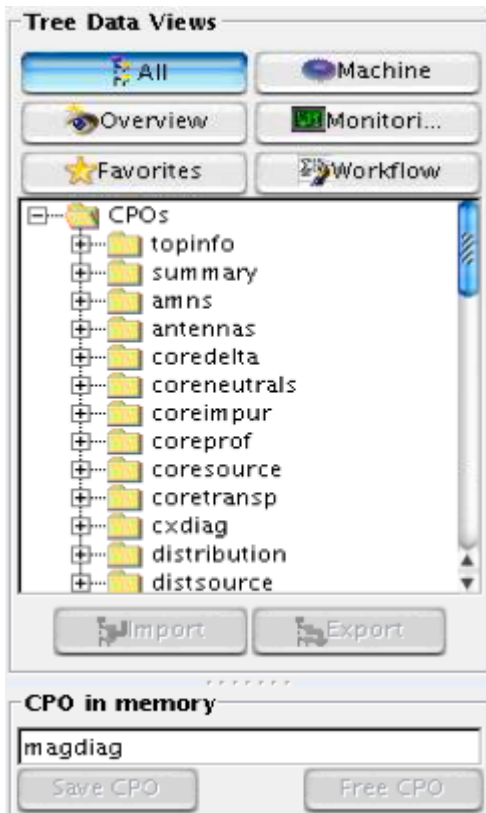 Tree Data Views
All Machine
Overview Monitori...
Favorites Workflow
CPOs
topinfo
summary
amns
antennas
coredelta
coreneutrals
coreimpur
coreprof
coresource
coretransp
cxdiag
distribution
distsource
Import Export
CPO in memory
magdiag
Save CPO Free CPO